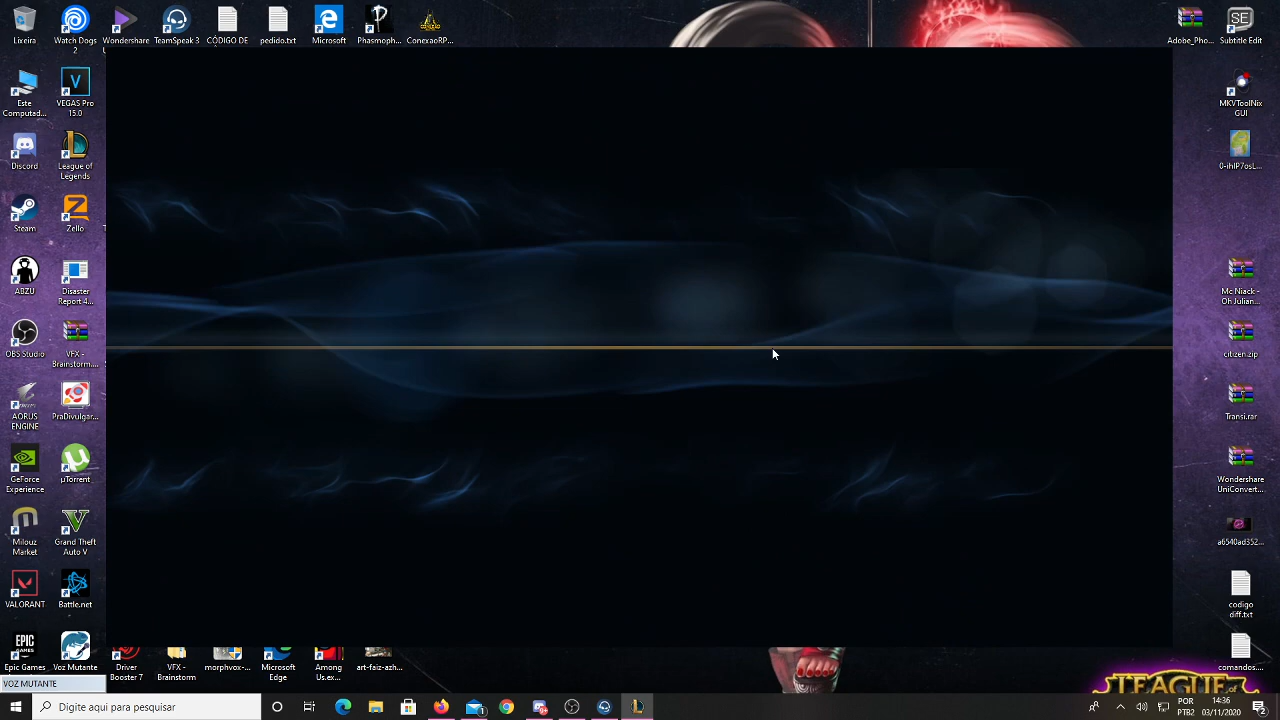 Lixeira
Watch Dogs
2
Wondershare
TeamSpeak 3
CÓDIGO DE
pedido.txt
Microsoft
Phasmoph...
ConexaoRP...
Adobe_Pho...
Subtitle Edit
Este
Computad...
VEGAS Pro
15.0
MKVToolNix
GUI
Discord
League of
Legends
0-ihIP7osL...
Steam
Zello
ABZU
Disaster
Report 4...
Mc Niack -
Oh Julian...
OBS Studio
VFX -
Brainstorm...
citizen.zip
AORUS
ENGINE
PraDivulgar...
Transi.rar
GeForce
Experience
µTorrent
Wondershare
UniConvert...
Milouz
Market
Grand Theft
Auto V
a6540ad352...
VALORANT
Battle.net
codigo
diff.txt
Epic Games
Voz Mutante
Driver
Booster 7
VFX -
Brainstorm
morphvox-...
Microsoft
Edge
Among
Us.exe...
art-faiz-azh...
comandos...
VOZ MUTANTE
LEAGUE of
Digite aqui para pesquisar
POR
PTB2
14:36
03/11/2020